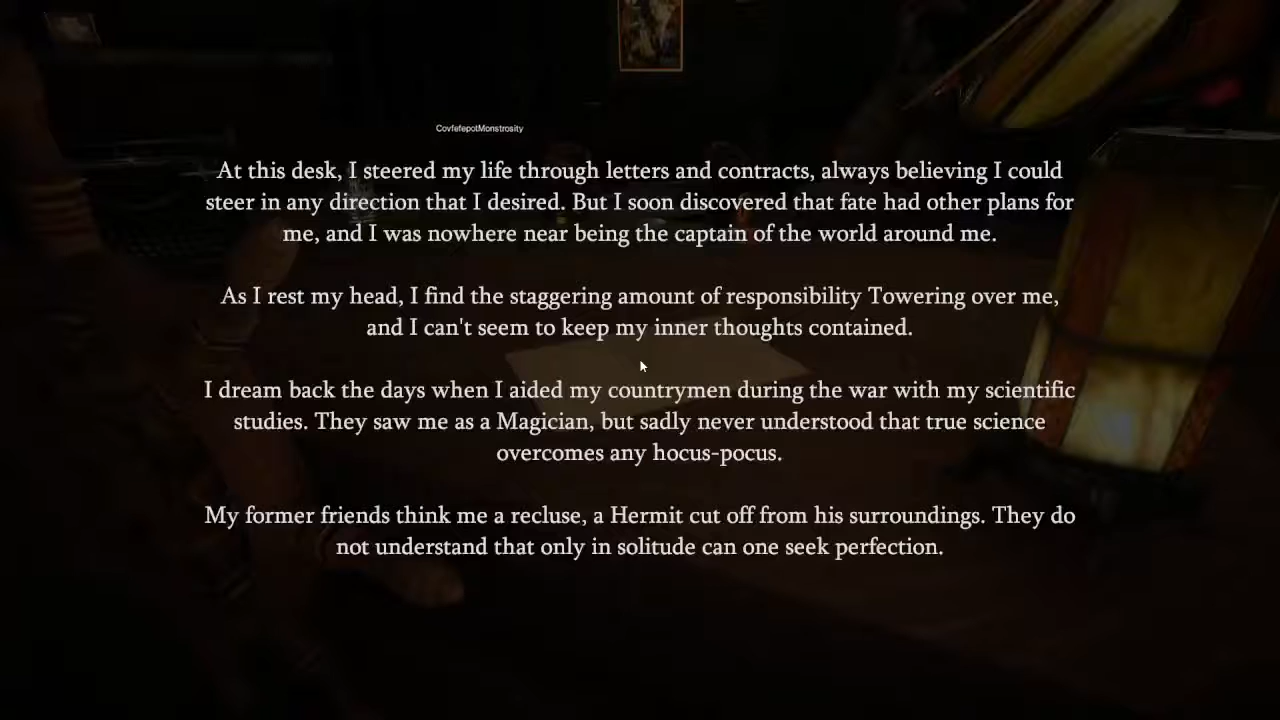 CovfefepotMonstrosity
At this desk, I steered my life through letters and contracts, always believing I could
steer in any direction that I desired. But I soon discovered that fate had other plans for
me, and I was nowhere near being the captain of the world around me.
As I rest my head, I find the staggering amount of responsibility Towering over me,
and I can't seem to keep my inner thoughts contained.
I dream back the days when I aided my countrymen during the war with my scientific
studies. They saw me as a Magician, but sadly never understood that true science
overcomes any hocus-pocus.
My former friends think me a recluse, a Hermit cut off from his surroundings. They do
not understand that only in solitude can one seek perfection.